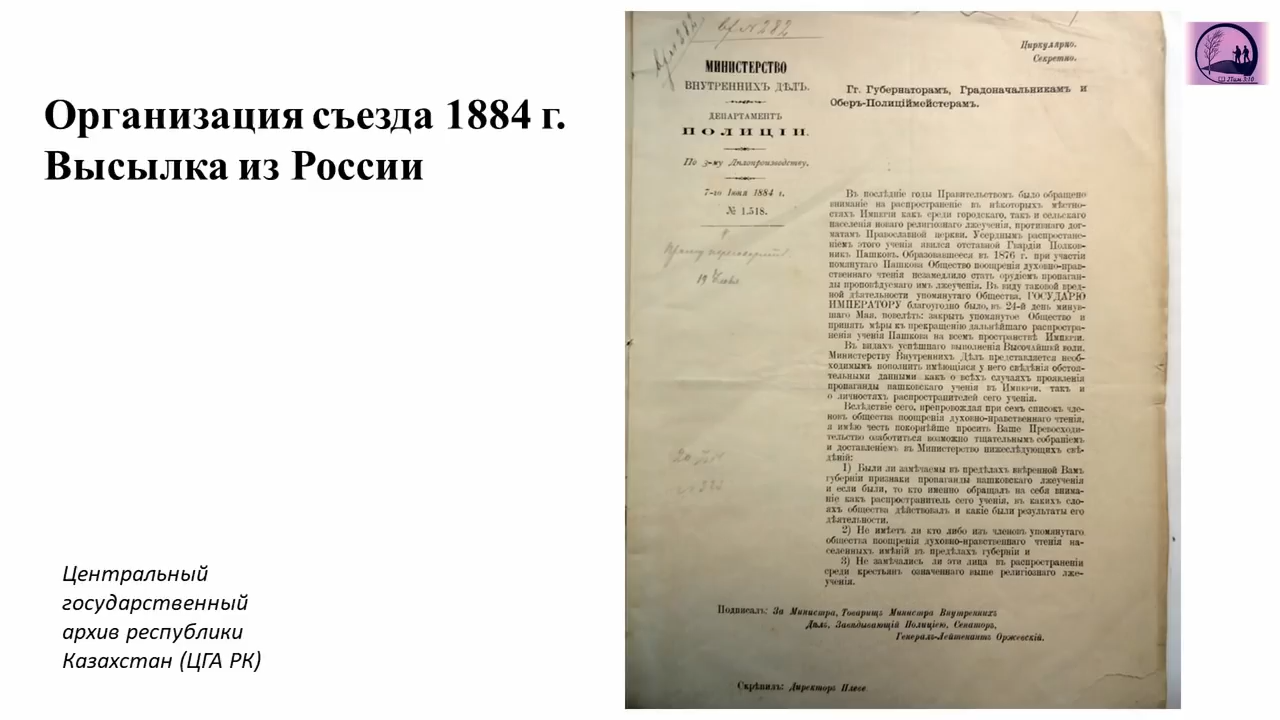 Организация съезда 1884 г.
Высылка из России
Центральный
государственный
архив республики
Казахстан (ЦГА РК)
№ 282
МИНИСТЕРСТВО
ВНУТРЕННИХЪ ДѢЛЪ.
ДЕПАРТАМЕНТЪ
ПОЛИЦІИ.
По 3-му Дѣлопроизводству.
7-го Іюня 1884 г.
№ 1.518.
Циркулярно.
Секретно.
Гг. Губернаторамъ, Градоначальникамъ и
Оберъ-Полиціймейстерамъ.
Въ послѣдніе годы Правительствомъ было обращено
вниманіе на распространеніе въ нѣкоторыхъ мѣстно-
стяхъ Имперіи какъ среди городскаго, такъ и сельскаго
населенія новаго религіознаго лжеученія, противнаго дог-
матамъ Православной церкви. Усерднымъ распростране-
ніемъ этого ученія явился отставной Гвардіи Полков-
никъ Пашковъ. Образовавшееся въ 1876 г. при участіи
помянутаго Пашкова Общество поощренія духовно-нрав-
ственнаго чтенія незамедлило стать орудіемъ пропаган-
ды проповѣдуемаго имъ лжеученія. Въ виду таковой вред-
ной дѣятельности упомянутаго Общества, ГОСУДАРЮ
ИМПЕРАТОРУ благоугодно было, въ 24-й день минув-
шаго Мая, повелѣть: закрыть упомянутое Общество и
принять мѣры къ прекращенію дальнѣйшаго распростра-
ненія ученія Пашкова на всемъ пространствѣ Имперіи.
Въ видахъ успѣшнаго выполненія Высочайшей воли,
Министерству Внутреннихъ Дѣлъ представляется необ-
ходимымъ пополнить имѣющіяся у него свѣдѣнія обстоя-
тельными данными какъ о всѣхъ случаяхъ проявленія
пропаганды пашковскаго ученія въ Имперіи, такъ и
о личностяхъ распространителей сего ученія.
Вслѣдствіе сего, препровождая при семъ списокъ чле-
новъ общества поощренія духовно-нравственнаго чтенія,
я имѣю честь покорнѣйше просить Ваше Превосходи-
тельство озаботиться возможно тщательнымъ собраніемъ
и доставленіемъ въ Министерство нижеслѣдующихъ свѣ-
дѣній:
1) Были ли замѣчаемы въ предѣлахъ ввѣренной Вамъ
губерніи признаки пропаганды пашковскаго лжеученія
и если были, то кто именно обращалъ на себя внима-
ніе какъ распространитель сего ученія, въ какихъ сло-
яхъ общества дѣйствовалъ и какіе были результаты его
дѣятельности.
2) Не имѣетъ ли кто либо изъ членовъ упомянутаго
общества поощренія духовно-нравственнаго чтенія на-
селенныхъ имѣній въ предѣлахъ губерніи и
3) Не замѣчались ли эти лица въ распространеніи
среди крестьянъ означеннаго выше религіознаго лже-
ученія.
Подписалъ: За Министра, Товарищъ Министра Внутреннихъ
Дѣлъ, Завѣдывающій Полиціею, Сенаторъ,
Генералъ-Лейтенантъ Оржевскій.
Скрѣпилъ: Директоръ Плеве